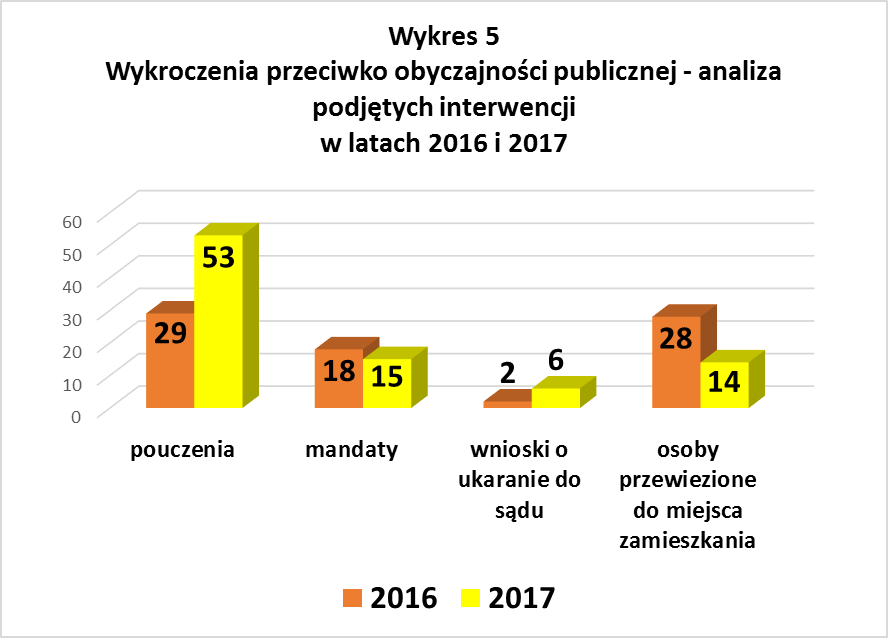 Wykres 5
Wykroczenia przeciwko obyczajności publicznej - analiza
podjętych interwencji
w latach 2016 i 2017
60
50
40
30
20
10
0
29
53
18
15
2
6
28
14
pouczenia
mandaty
wnioski o
ukaranie do
sądu
osoby
przewiezione
do miejsca
zamieszkania
2016
2017